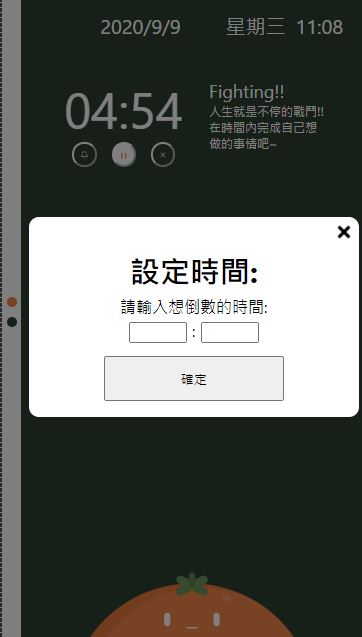 2020/9/9 星期三 11:08
04:54
Fighting!!
人生就是不停的戰鬥!!
在時間內完成自己想
做的事情吧~
設定時間:
請輸入想倒數的時間:
:
確定